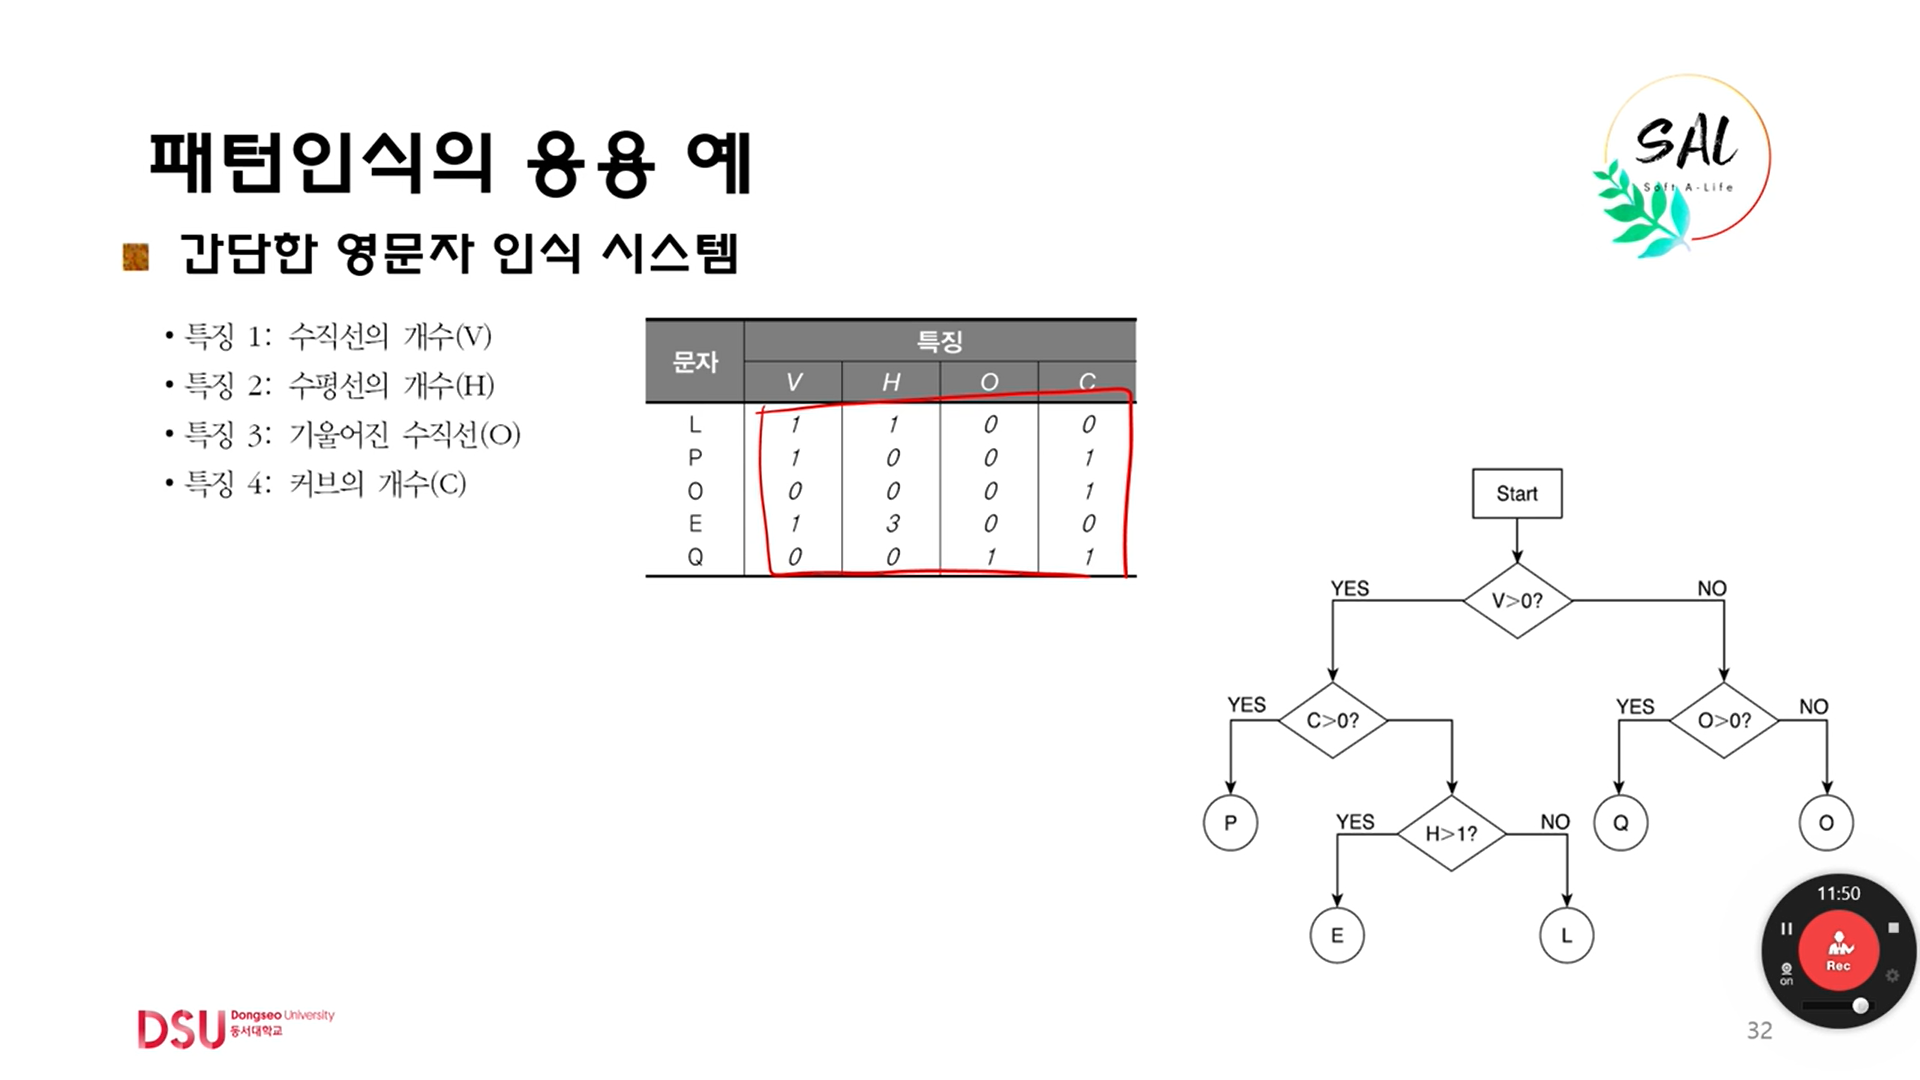 패턴인식의 응용 예
SAL
Soft A-Life
간단한 영문자 인식 시스템
• 특징 1: 수직선의 개수(V)
• 특징 2: 수평선의 개수(H)
• 특징 3: 기울어진 수직선(O)
• 특징 4: 커브의 개수(C)
문자 특징
V H O C
L 1 1 0 0
P 1 0 0 1
O 0 0 0 1
E 1 3 0 0
Q 0 0 1 1
Start
YES V>0? NO
YES C>0?
YES O>0? NO
P
YES H>1? NO
Q
O
E
L
11:50
Rec
on
DSU Dongseo University
동서대학교
32